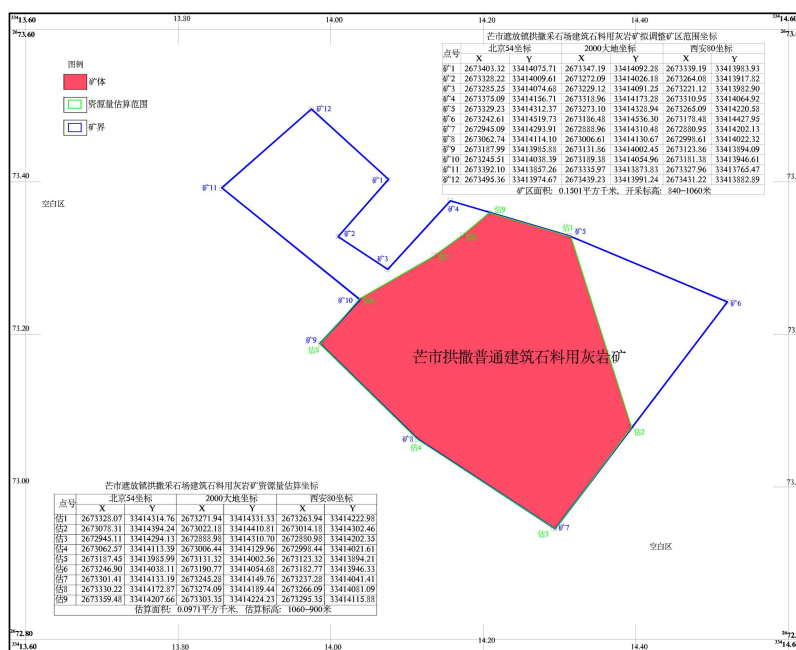 ³³⁴13.60
13.80
14.00
14.20
14.40
³³⁴14.60
²⁶73.60
73.60
图例
矿体
资源量估算范围
矿界
芒市遮放镇拱撒采石场建筑石料用灰岩矿拟调整矿区范围坐标
点号 北京54坐标 2000大地坐标 西安80坐标
X Y X Y X Y
矿1 2673403.32 33414075.71 2673347.19 33414092.28 2673339.19 33413983.93
矿2 2673328.22 33414009.61 2673272.09 33414026.18 2673264.08 33413917.82
矿3 2673285.25 33414074.68 2673229.12 33414091.25 2673221.12 33413982.90
矿4 2673375.09 33414156.71 2673318.96 33414173.28 2673310.95 33414064.92
矿5 2673329.23 33414312.37 2673273.10 33414328.94 2673265.09 33414220.58
矿6 2673242.61 33414519.73 2673186.48 33414536.30 2673178.48 33414427.95
矿7 2672945.09 33414293.91 2672888.96 33414310.48 2672880.95 33414202.13
矿8 2673062.74 33414114.10 2673006.61 33414130.67 2672998.61 33414022.32
矿9 2673187.99 33413985.88 2673131.86 33414002.45 2673123.86 33413894.09
矿10 2673245.51 33414038.39 2673189.38 33414054.96 2673181.38 33413946.61
矿11 2673392.10 33413857.26 2673335.97 33413873.83 2673327.96 33413765.47
矿12 2673495.36 33413974.67 2673439.23 33413991.24 2673431.22 33413882.89
矿区面积: 0.1501平方千米, 开采标高: 840-1060米
矿12
73.40
73.40
矿1
矿11
空白区
矿4
估9
估1
矿5
矿2
估8
估7
矿3
矿10
估6
矿6
73.20
73.20
矿9
估5
芒市拱撒普通建筑石料用灰岩矿
估2
矿8
估4
73.00
73.00
矿7
估3
空白区
芒市遮放镇拱撒采石场建筑石料用灰岩矿资源量估算坐标
点号 北京54坐标 2000大地坐标 西安80坐标
X Y X Y X Y
估1 2673328.07 33414314.76 2673271.94 33414331.33 2673263.94 33414222.98
估2 2673078.31 33414394.24 2673022.18 33414410.81 2673014.18 33414302.46
估3 2672945.11 33414294.13 2672888.98 33414310.70 2672880.98 33414202.35
估4 2673062.57 33414113.39 2673006.44 33414129.96 2672998.44 33414021.61
估5 2673187.45 33413985.99 2673131.32 33414002.56 2673123.32 33413894.21
估6 2673246.90 33414038.11 2673190.77 33414054.68 2673182.77 33413946.33
估7 2673301.41 33414133.19 2673245.28 33414149.76 2673237.28 33414041.41
估8 2673330.22 33414172.87 2673274.09 33414189.44 2673266.09 33414081.09
估9 2673359.48 33414207.66 2673303.35 33414224.23 2673295.35 33414115.88
估算面积: 0.0971平方千米, 估算标高: 1060-900米
²⁶72.80
²⁶72.80
³³⁴13.60
13.80
14.00
14.20
14.40
³³⁴14.60